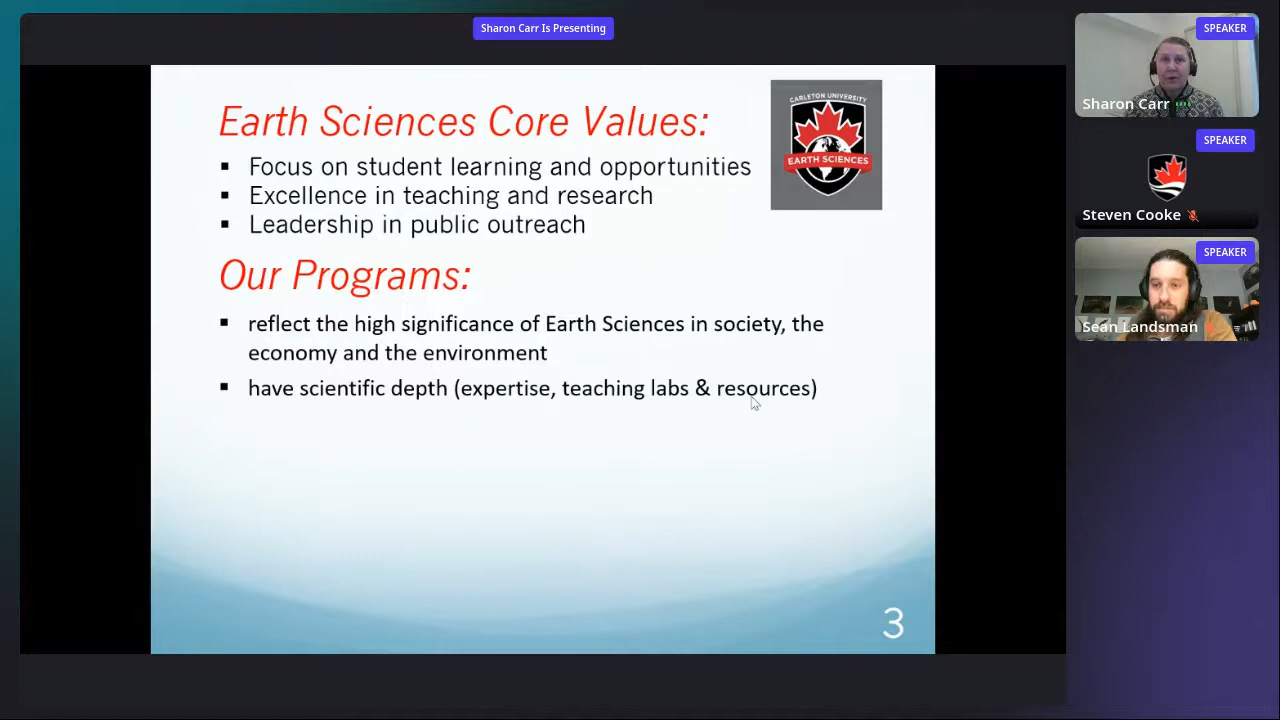 Sharon Carr Is Presenting
Earth Sciences Core Values:
▪ Focus on student learning and opportunities
▪ Excellence in teaching and research
▪ Leadership in public outreach
CARLETON UNIVERSITY
EARTH SCIENCES
Our Programs:
▪ reflect the high significance of Earth Sciences in society, the
economy and the environment
▪ have scientific depth (expertise, teaching labs & resources)
3
SPEAKER
Sharon Carr
SPEAKER
Steven Cooke
SPEAKER
Sean Landsman